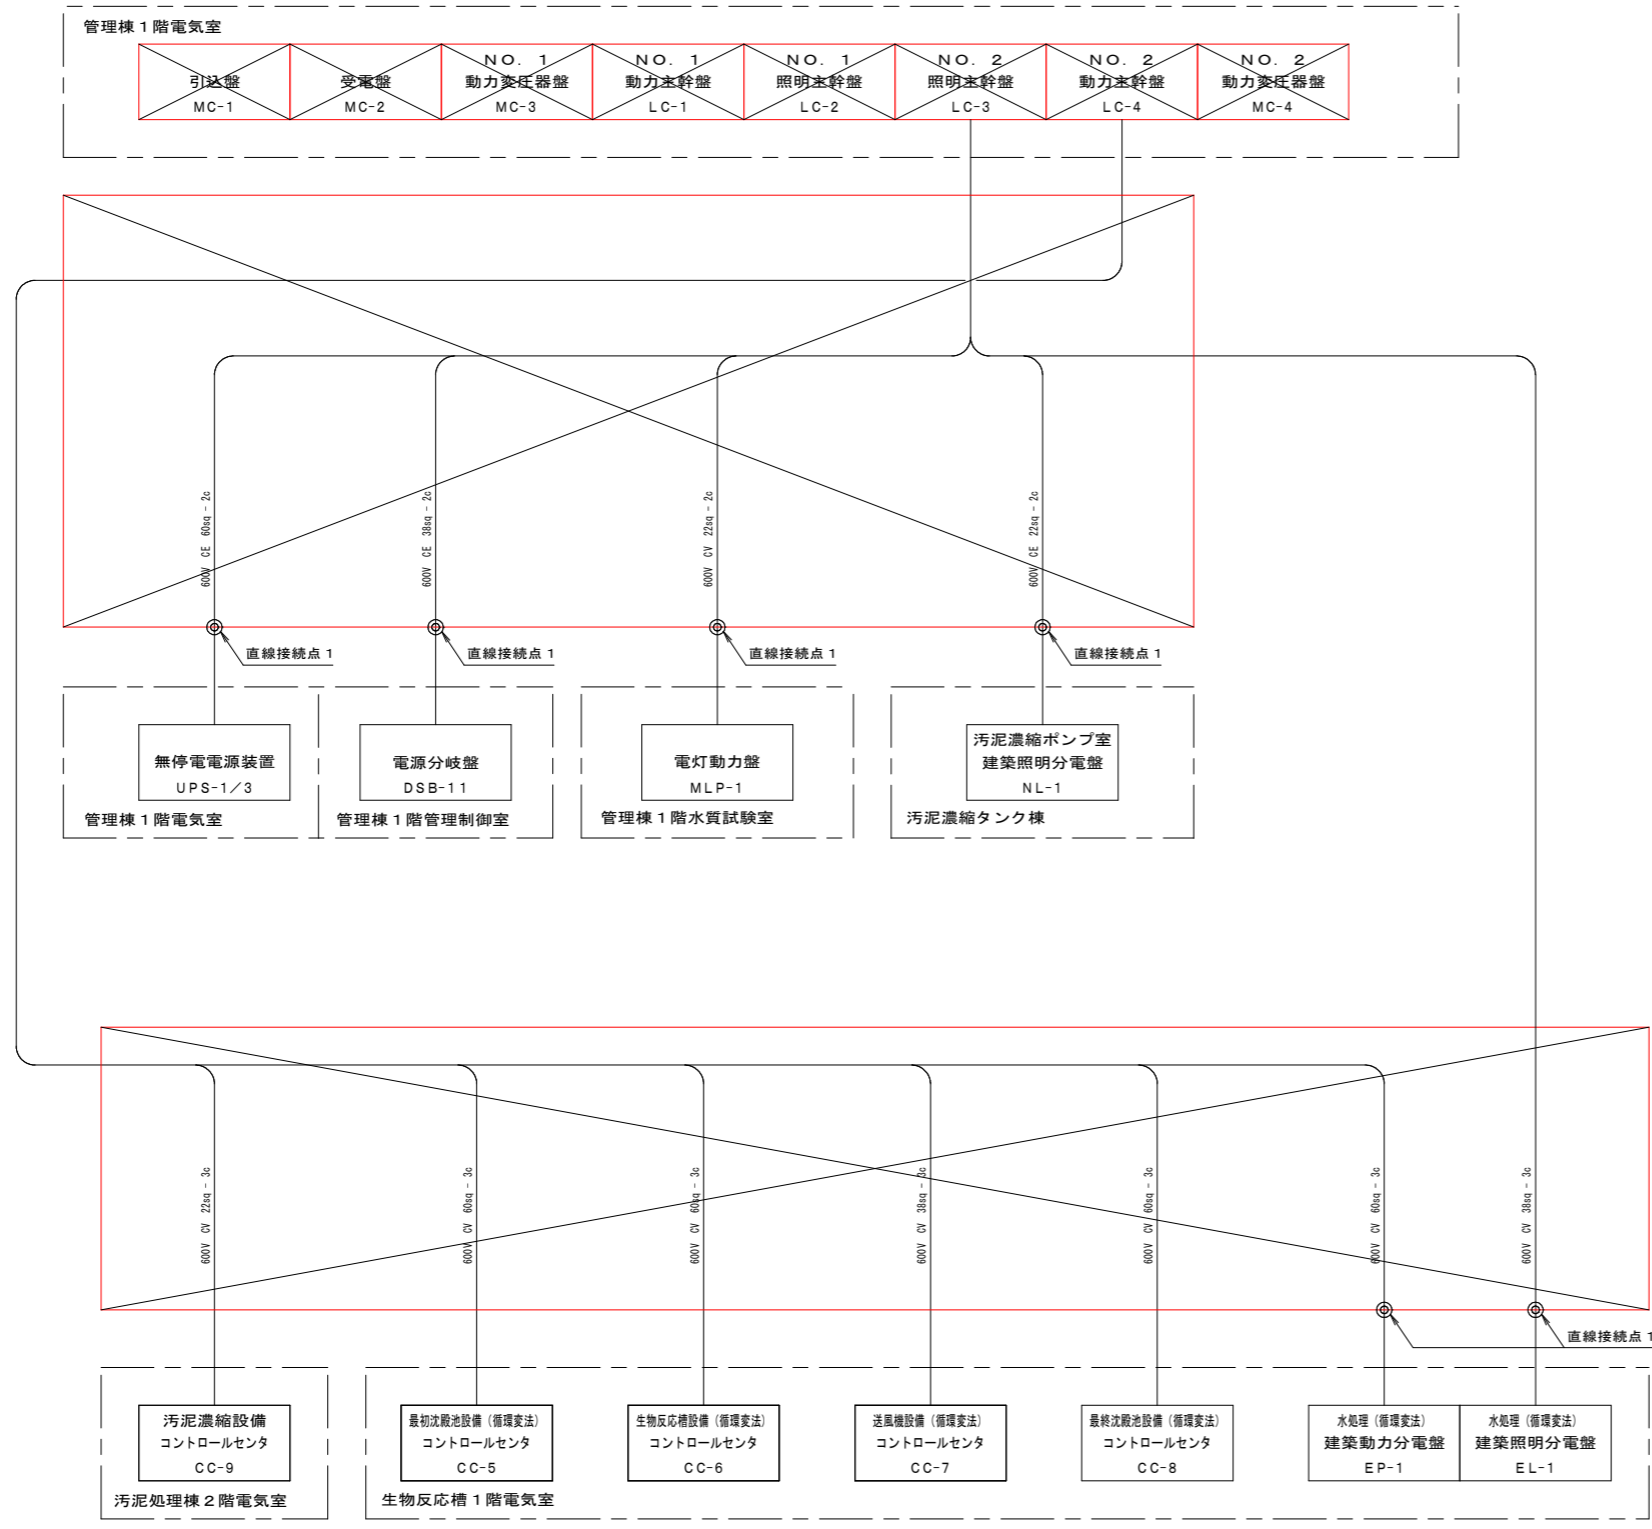 管理棟1階電気室
引込盤
MC-1
受電盤
MC-2
NO. 1
動力変圧器盤
MC-3
NO. 1
動力主幹盤
LC-1
NO. 1
照明主幹盤
LC-2
NO. 2
照明主幹盤
LC-3
NO. 2
動力主幹盤
LC-4
NO. 2
動力変圧器盤
MC-4
600V CE 60sq - 2c
600V CE 38sq - 2c
600V CV 22sq - 2c
600V CE 22sq - 2c
直線接続点1
直線接続点1
直線接続点1
直線接続点1
無停電電源装置
UPS-1/3
管理棟1階電気室
電源分岐盤
DSB-11
管理棟1階管理制御室
電灯動力盤
MLP-1
管理棟1階水質試験室
汚泥濃縮ポンプ室
建築照明分電盤
NL-1
汚泥濃縮タンク棟
600V CV 22sq - 3c
600V CV 60sq - 3c
600V CV 60sq - 3c
600V CV 38sq - 3c
600V CV 60sq - 3c
600V CV 60sq - 3c
600V CV 38sq - 3c
直線接続点1
汚泥濃縮設備
コントロールセンタ
CC-9
汚泥処理棟2階電気室
最初沈殿池設備(循環変法)
コントロールセンタ
CC-5
生物反応槽設備(循環変法)
コントロールセンタ
CC-6
送風機設備(循環変法)
コントロールセンタ
CC-7
最終沈殿池設備(循環変法)
コントロールセンタ
CC-8
水処理(循環変法)
建築動力分電盤
EP-1
水処理(循環変法)
建築照明分電盤
EL-1
生物反応槽1階電気室